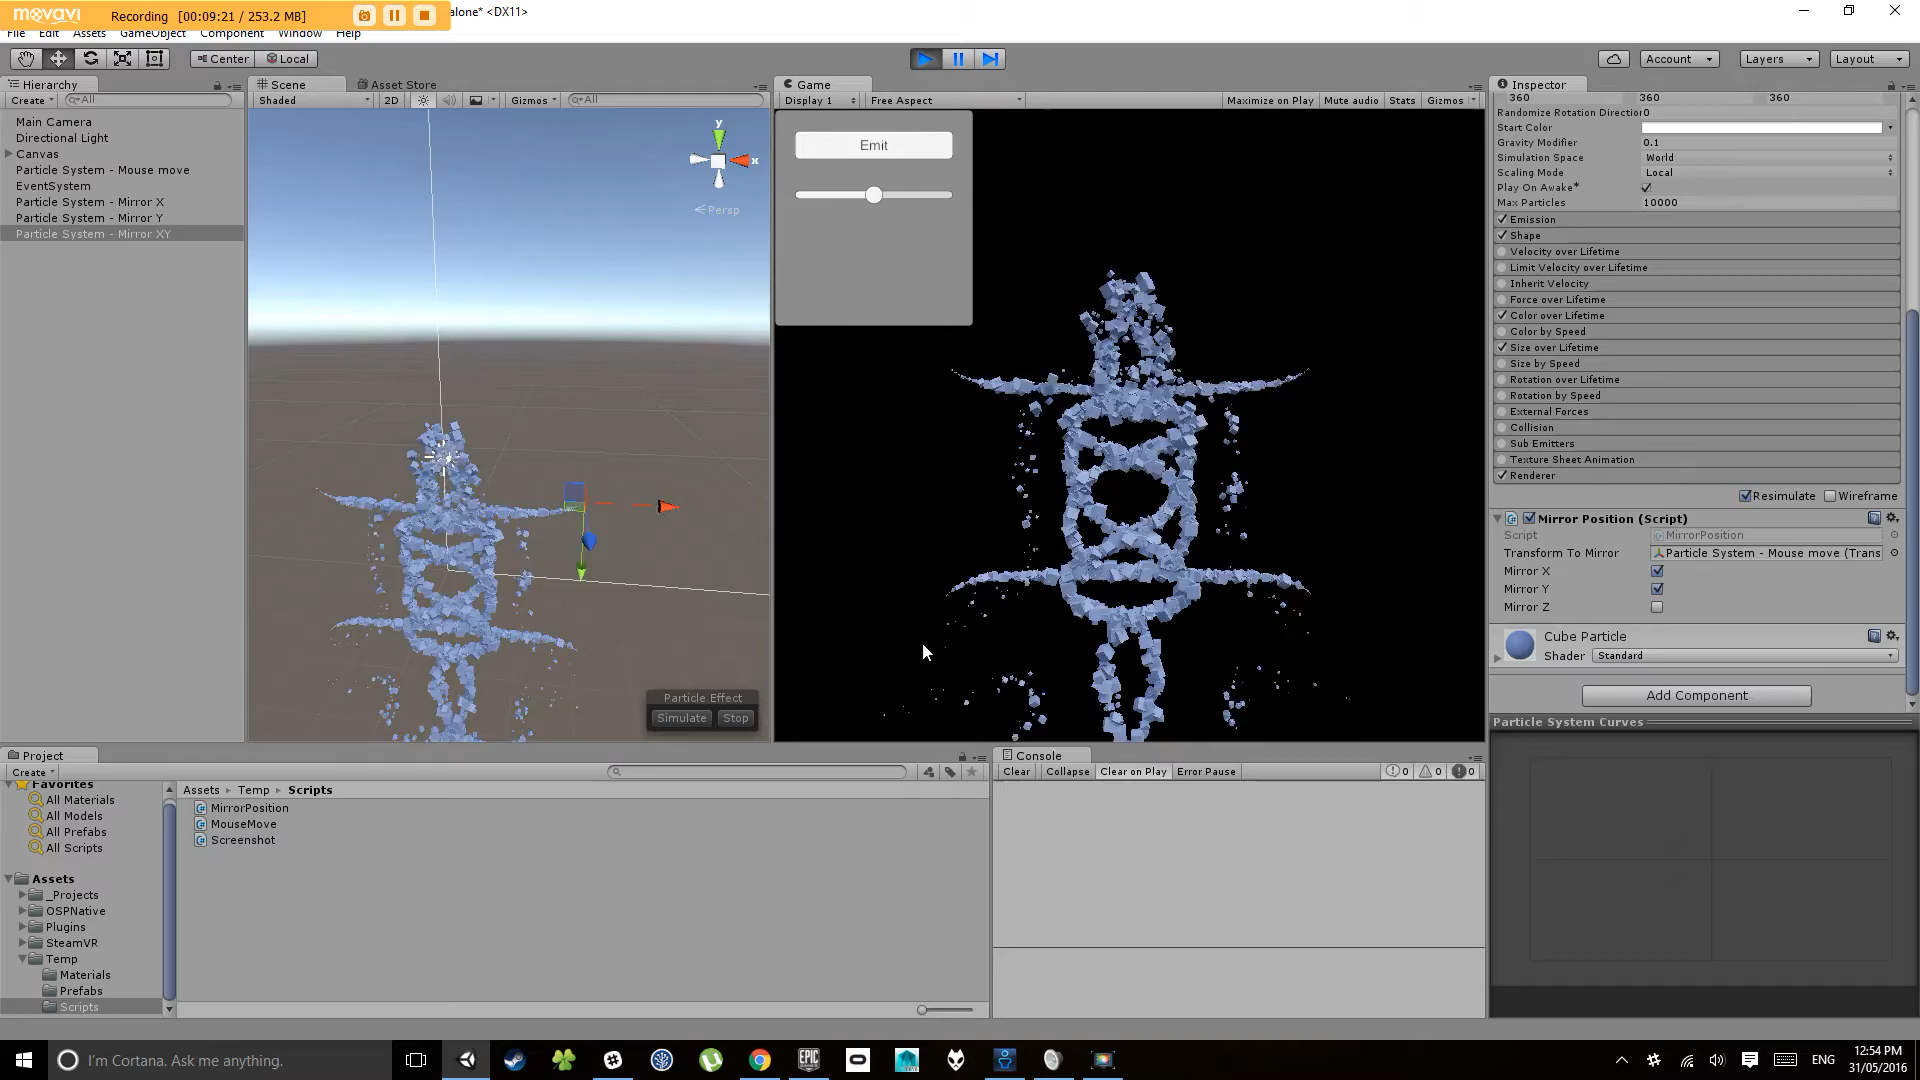 movavi Recording [00:09:21 / 253.2 MB] alone* <DX11>
File Edit Assets GameObject Component Window Help
Center Local Account Layers Layout
Hierarchy
Create All
Main Camera
Directional Light
Canvas
Particle System - Mouse move
EventSystem
Particle System - Mirror X
Particle System - Mirror Y
Particle System - Mirror XY
Scene Asset Store
Shaded 2D Gizmos All
y
x
Persp
Particle Effect
Simulate Stop
Game
Display 1 Free Aspect Maximize on Play Mute audio Stats Gizmos
Emit
Inspector
360 360 360
Randomize Rotation Direction 0
Start Color
Gravity Modifier 0.1
Simulation Space World
Scaling Mode Local
Play On Awake*
Max Particles 10000
Emission
Shape
Velocity over Lifetime
Limit Velocity over Lifetime
Inherit Velocity
Force over Lifetime
Color over Lifetime
Color by Speed
Size over Lifetime
Size by Speed
Rotation over Lifetime
Rotation by Speed
External Forces
Collision
Sub Emitters
Texture Sheet Animation
Renderer
Resimulate Wireframe
Mirror Position (Script)
Script MirrorPosition
Transform To Mirror Particle System - Mouse move (Trans
Mirror X
Mirror Y
Mirror Z
Cube Particle
Shader Standard
Add Component
Particle System Curves
Project
Create
Favorites
All Materials
All Models
All Prefabs
All Scripts
Assets
_Projects
OSPNative
Plugins
SteamVR
Temp
Materials
Prefabs
Scripts
Assets Temp Scripts
MirrorPosition
MouseMove
Screenshot
Console
Clear Collapse Clear on Play Error Pause 0 0 0
I'm Cortana. Ask me anything.
EPIC GAMES
ENG
12:54 PM
31/05/2016